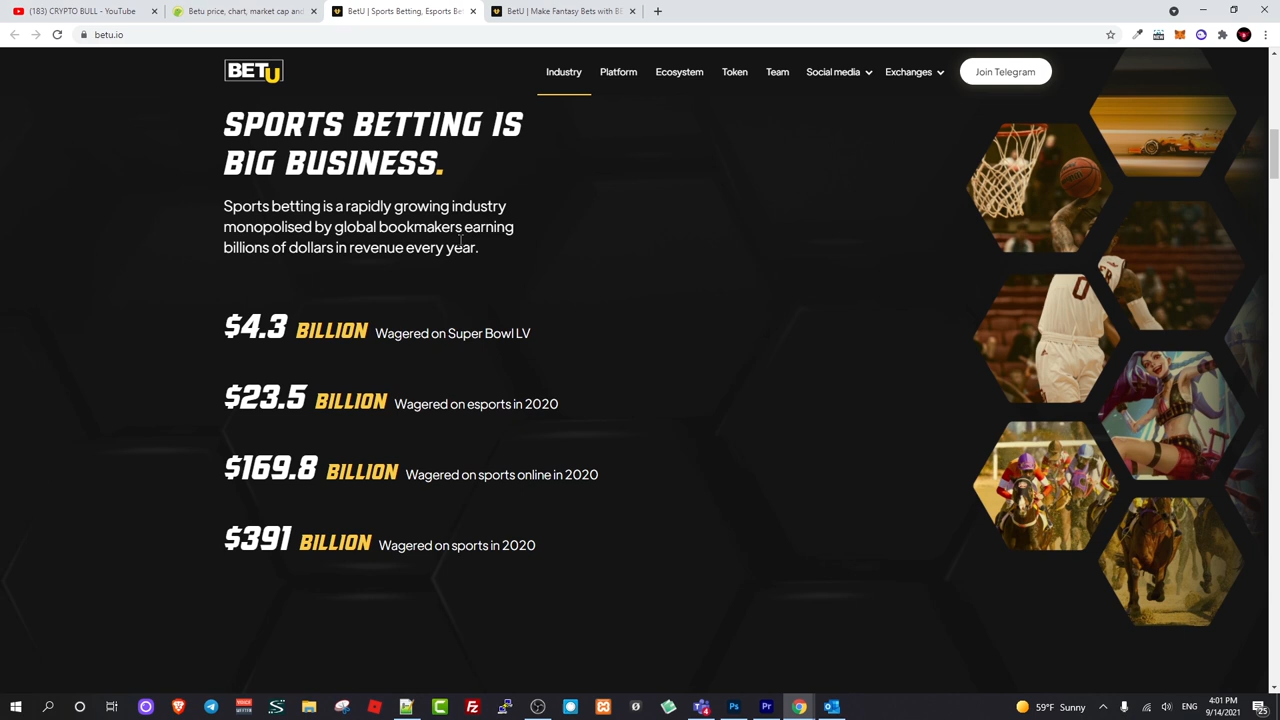 (183) CRYPTO BULL - YouTube
Betu price, chart, market cap and
BetU | Sports Betting, Esports Be
BetU | Make Fantasy Bets with BE
betu.io
BETU
Industry
Platform
Ecosystem
Token
Team
Social media
Exchanges
Join Telegram
SPORTS BETTING IS
BIG BUSINESS.
Sports betting is a rapidly growing industry
monopolised by global bookmakers earning
billions of dollars in revenue every year.
$4.3 BILLION Wagered on Super Bowl LV
$23.5 BILLION Wagered on esports in 2020
$169.8 BILLION Wagered on sports online in 2020
$391 BILLION Wagered on sports in 2020
59°F Sunny
ENG
4:01 PM
9/14/2021